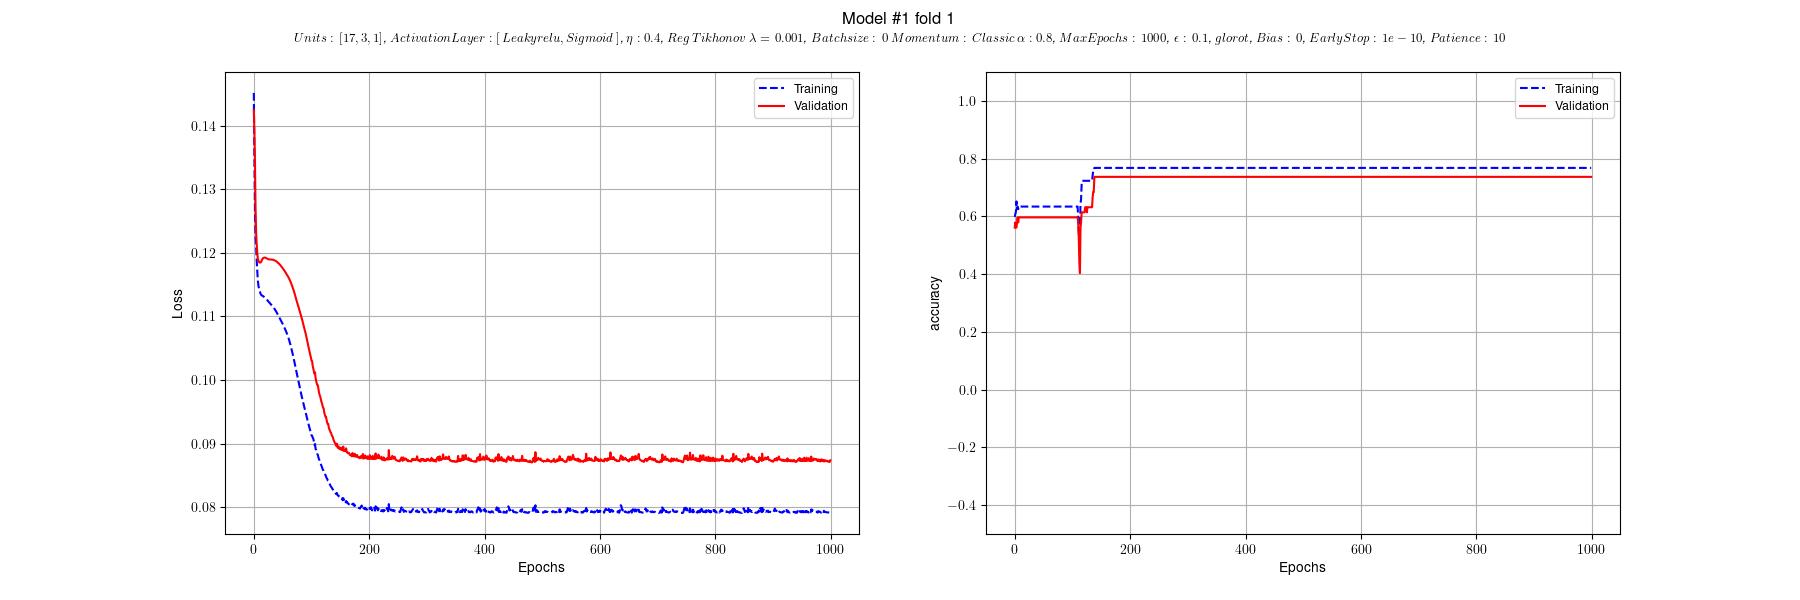 Model #1 fold 1
Units : [17, 3, 1], ActivationLayer : [ Leakyrelu, Sigmoid ], η : 0.4, Reg Tikhonov λ = 0.001, Batchsize : 0 Momentum : Classic α : 0.8, MaxEpochs : 1000, ϵ : 0.1, glorot, Bias : 0, EarlyStop : 1e − 10, Patience : 10
Training
Validation
0.14
0.13
0.12
0.11
0.10
0.09
0.08
Loss
0 200 400 600 800 1000
Epochs
Training
Validation
1.0
0.8
0.6
0.4
0.2
0.0
−0.2
−0.4
accuracy
0 200 400 600 800 1000
Epochs